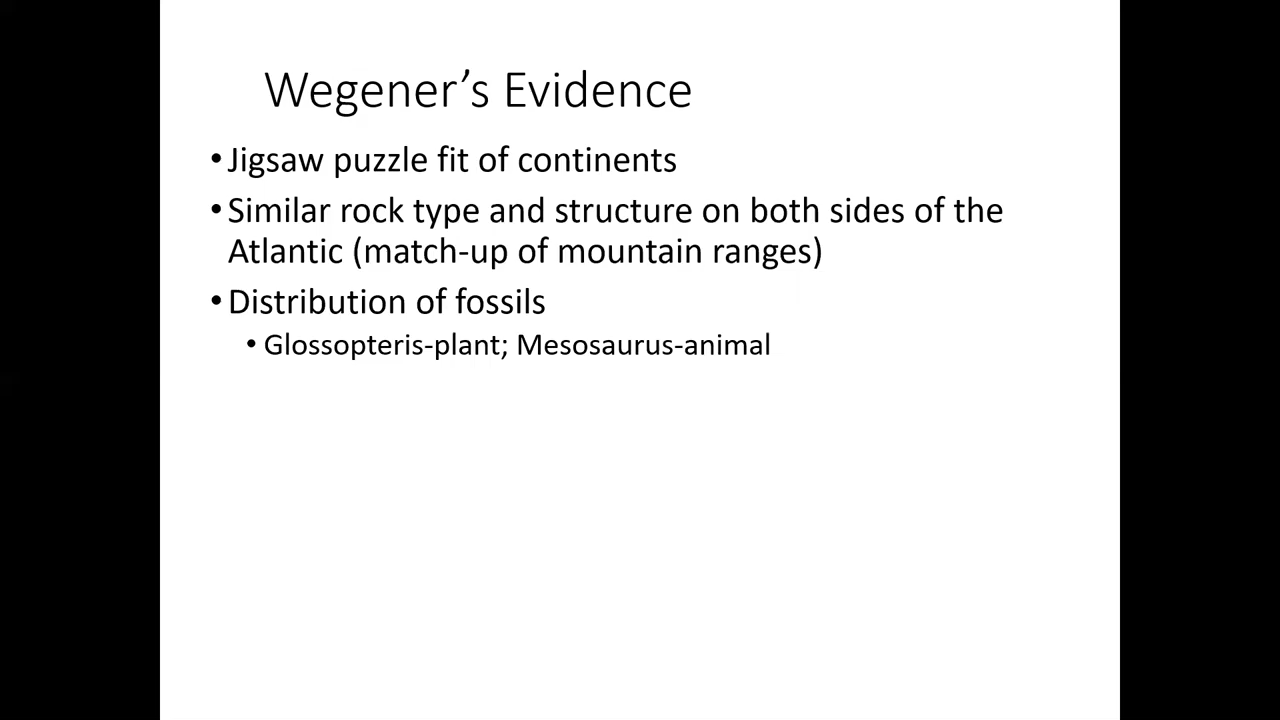 Wegener’s Evidence
•Jigsaw puzzle fit of continents
•Similar rock type and structure on both sides of the
Atlantic (match-up of mountain ranges)
•Distribution of fossils
•Glossopteris-plant; Mesosaurus-animal